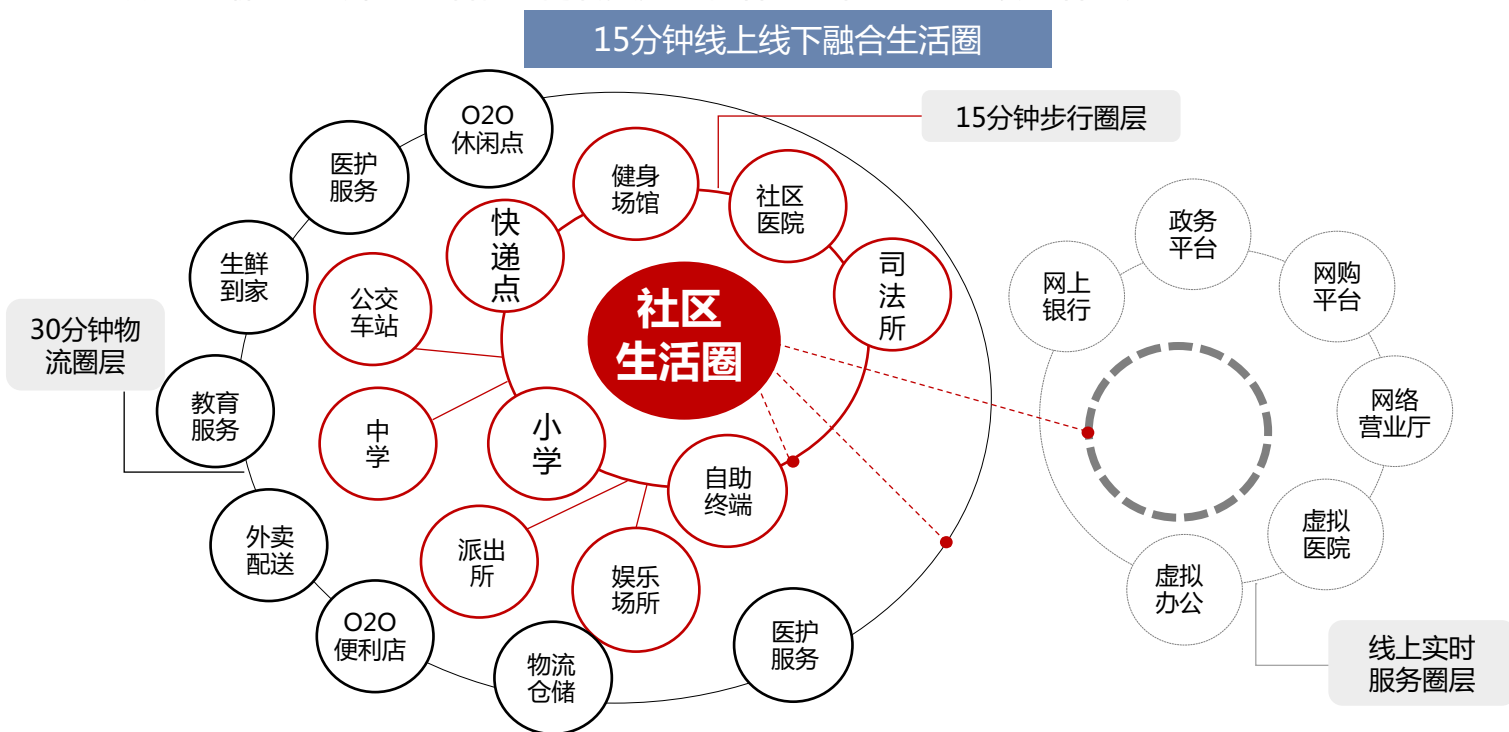 15分钟线上线下融合生活圈
O2O
休闲点
15分钟步行圈层
医护
服务
健身
场馆
社区
医院
快
递
点
生鲜
到家
公交
车站
司
法
所
社区
生活圈
30分钟物
流圈层
教育
服务
中
学
小
学
自助
终端
外卖
配送
派出
所
娱乐
场所
O2O
便利店
物流
仓储
医护
服务
政务
平台
网上
银行
网购
平台
网络
营业厅
虚拟
医院
虚拟
办公
线上实时
服务圈层